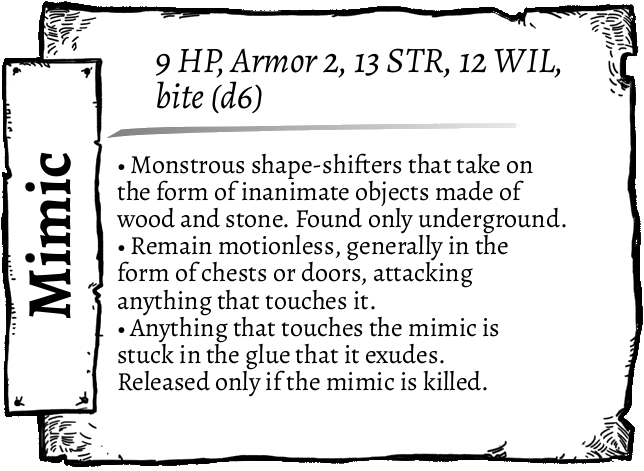 Mimic
9 HP, Armor 2, 13 STR, 12 WIL,
bite (d6)
• Monstrous shape-shifters that take on
the form of inanimate objects made of
wood and stone. Found only underground.
• Remain motionless, generally in the
form of chests or doors, attacking
anything that touches it.
• Anything that touches the mimic is
stuck in the glue that it exudes.
Released only if the mimic is killed.